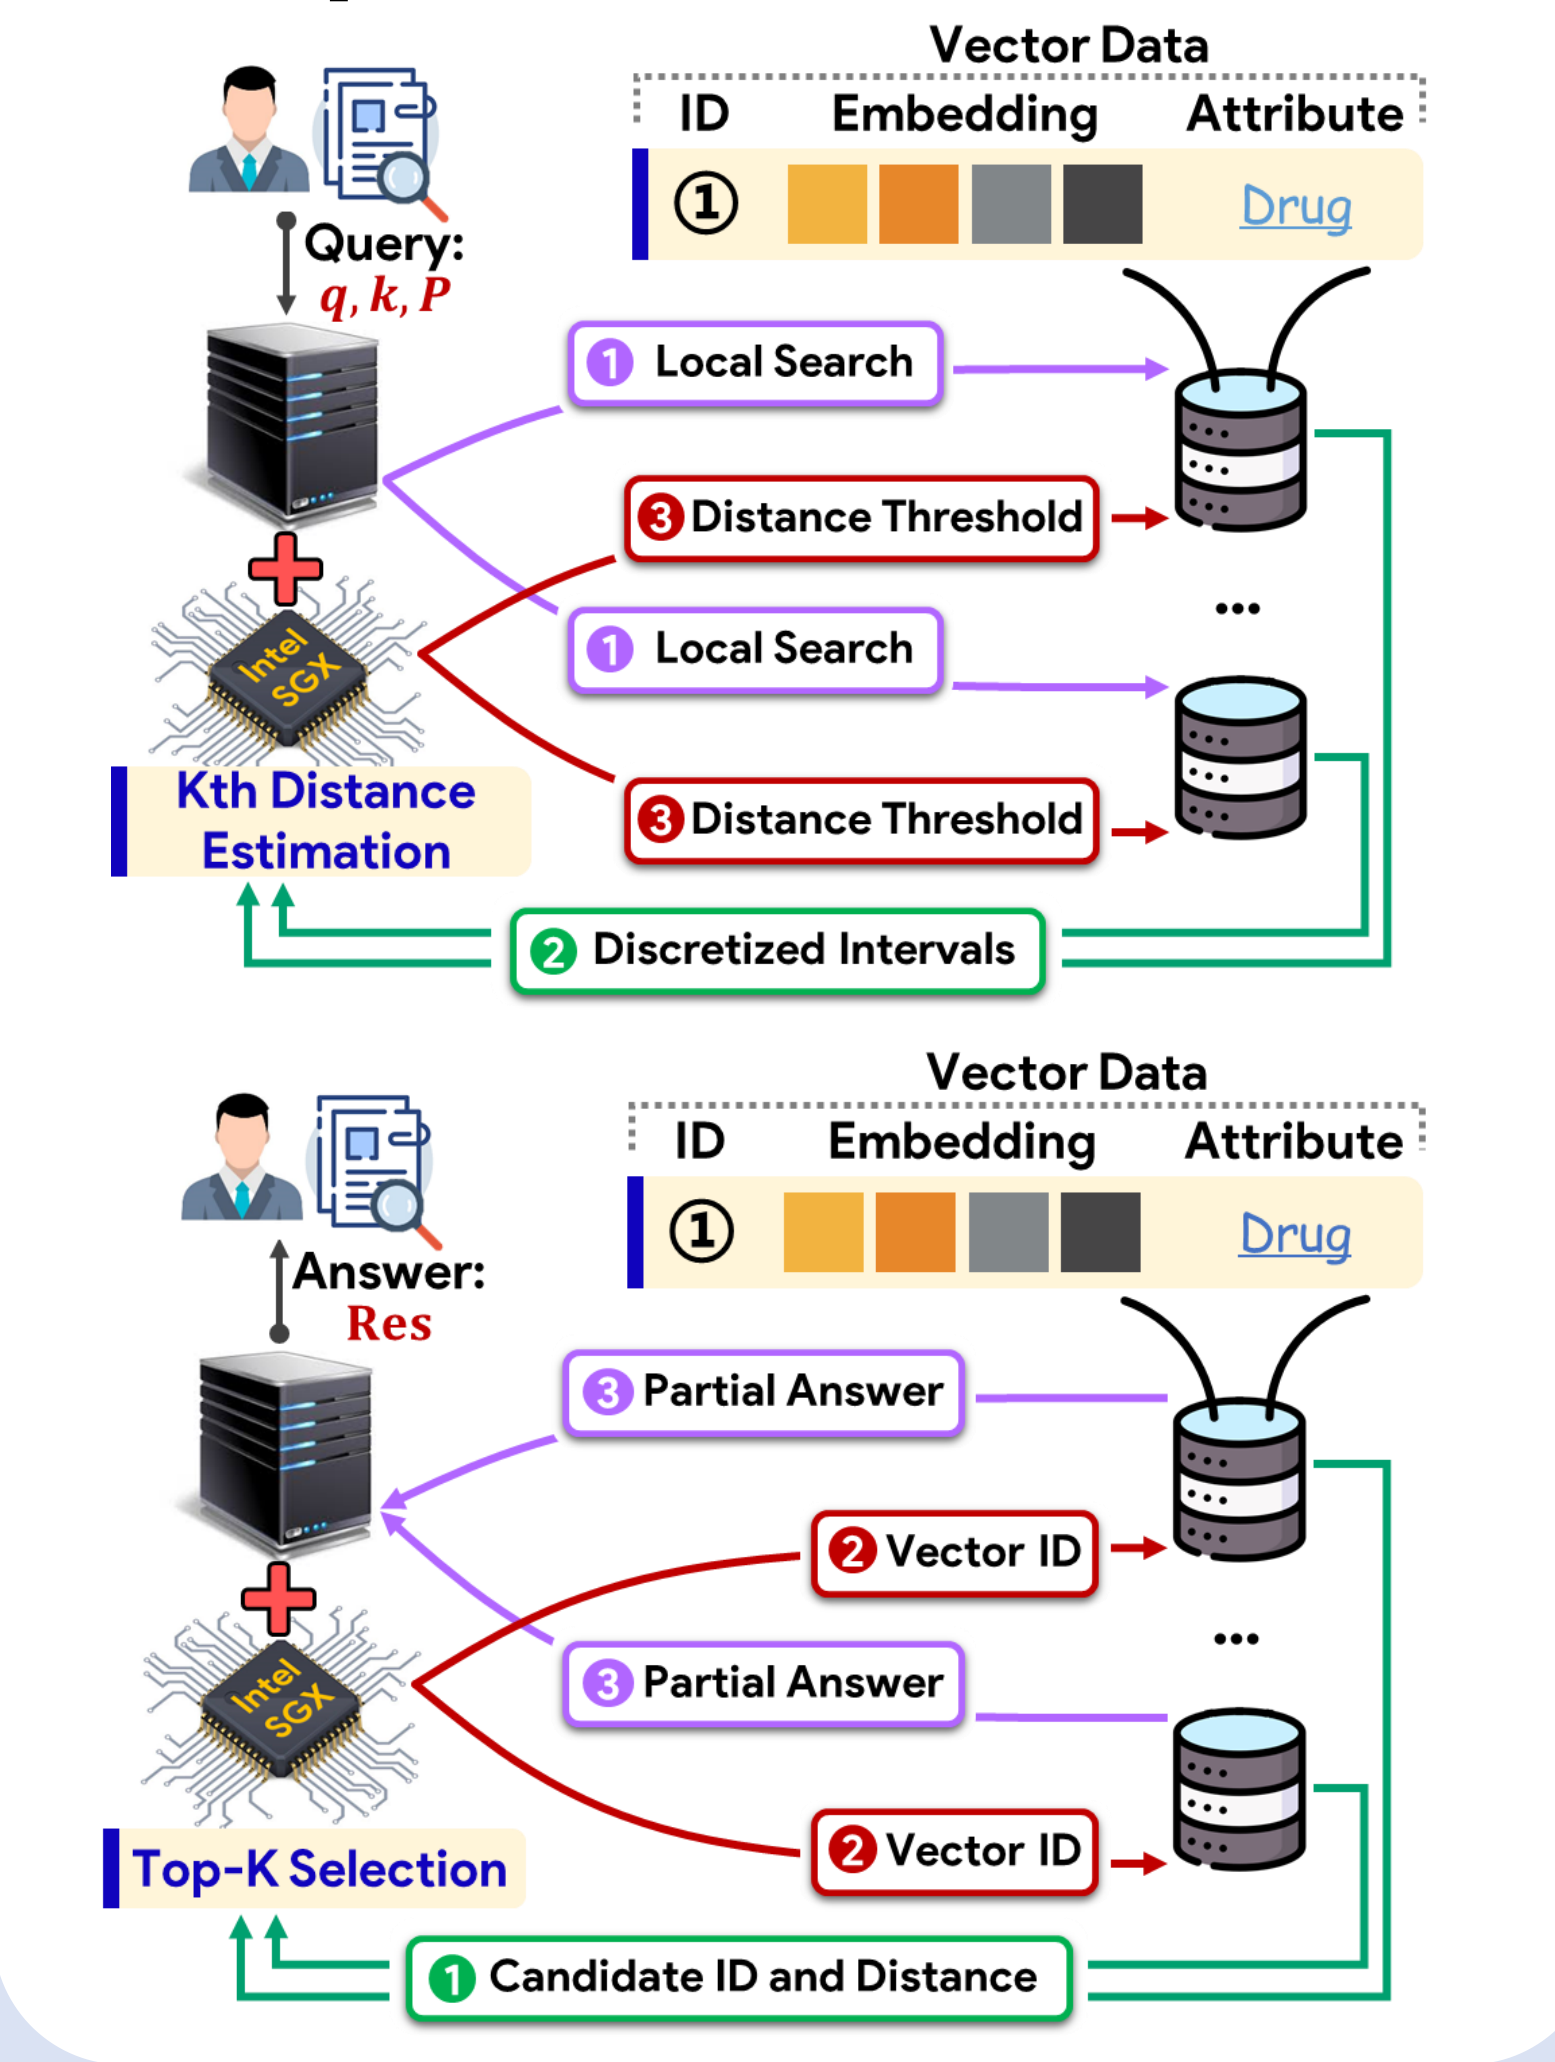 Vector Data
ID Embedding Attribute
① Drug
Query:
q, k, P
1 Local Search
3 Distance Threshold
...
Intel
SGX
1 Local Search
Kth Distance
Estimation
3 Distance Threshold
2 Discretized Intervals
Vector Data
ID Embedding Attribute
① Drug
Answer:
Res
3 Partial Answer
2 Vector ID
...
Intel
SGX
3 Partial Answer
2 Vector ID
Top-K Selection
1 Candidate ID and Distance